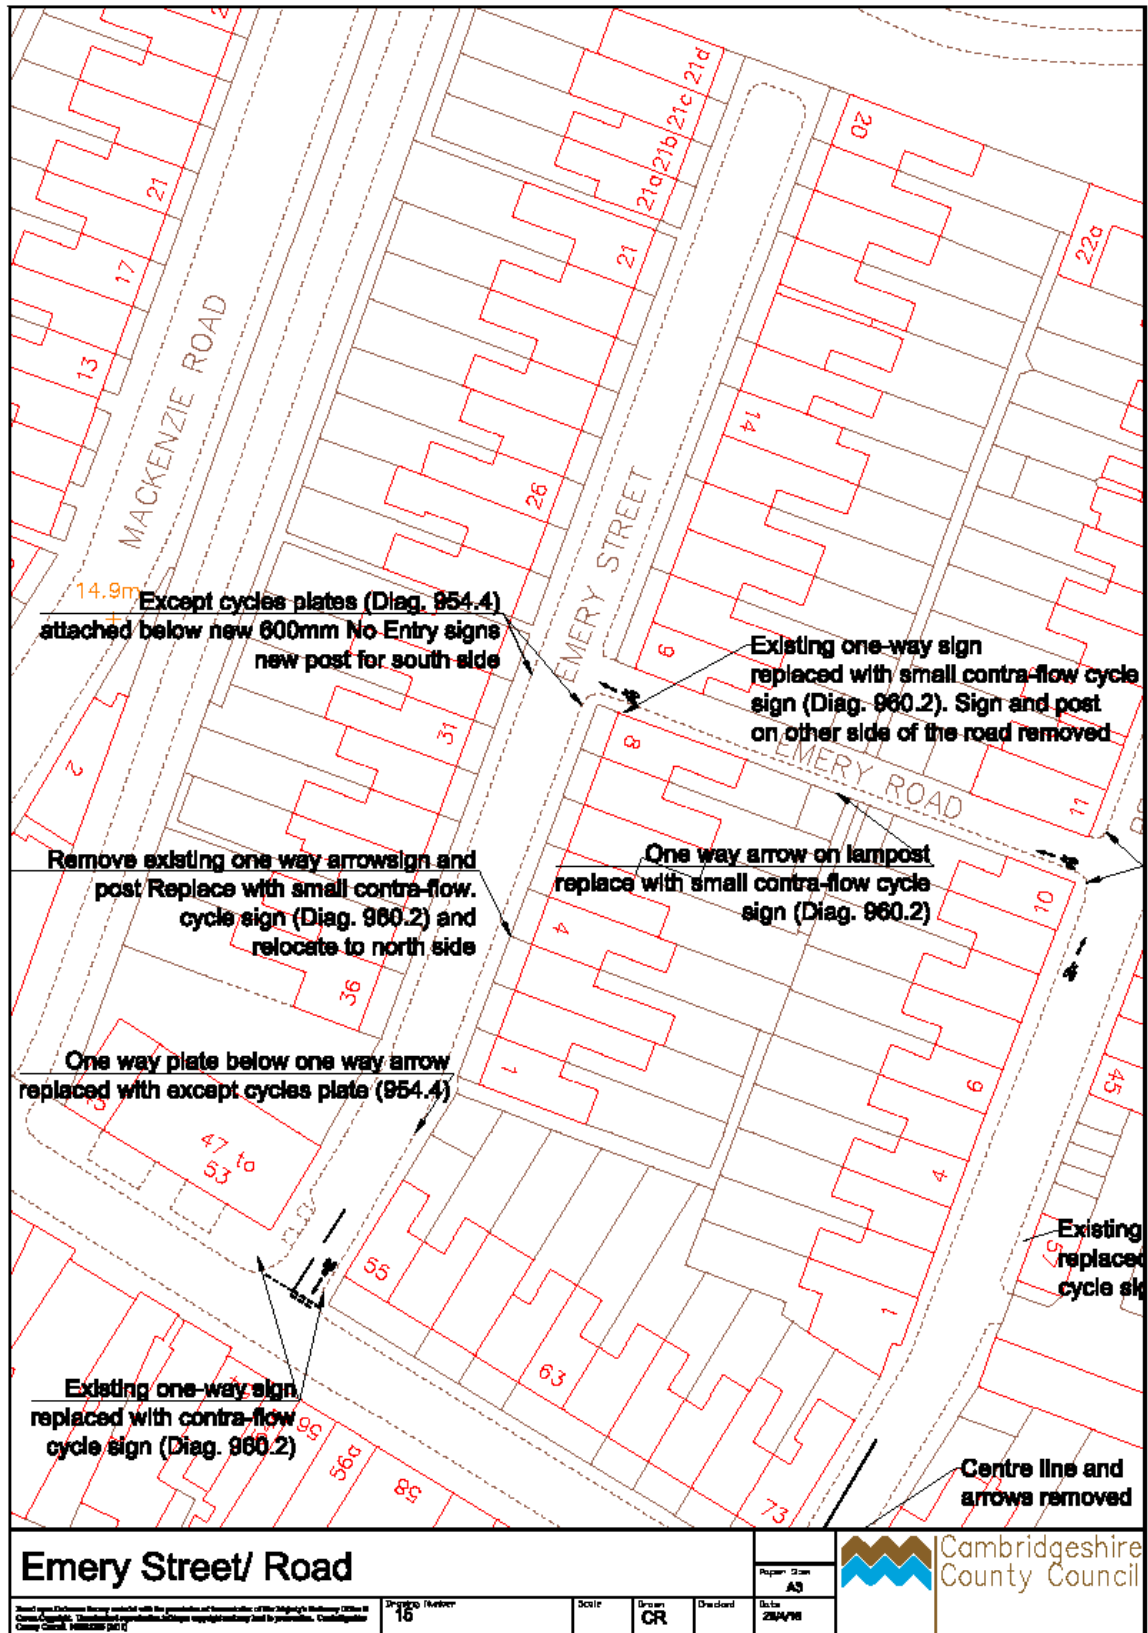 2
21d
21c
21b
21a
20
21
21
22a
17
13
14
26
MACKENZIE ROAD
EMERY STREET
14.9m
Except cycles plates (Diag. 954.4)
attached below new 600mm No Entry signs
new post for south side
EMERY STREET
9
Existing one-way sign
replaced with small contra-flow cycle
sign (Diag. 960.2). Sign and post
on other side of the road removed
31
8
2
EMERY ROAD
11
Remove existing one way arrowsign and
post Replace with small contra-flow.
cycle sign (Diag. 960.2) and
relocate to north side
One way arrow on lampost
replace with small contra-flow cycle
sign (Diag. 960.2)
10
4
36
One way plate below one way arrow
replaced with except cycles plate (954.4)
1
6
45
47 to
53
4
Existing
replaced
cycle sig
57
55
1
63
Existing one-way sign
replaced with contra-flow
cycle sign (Diag. 960.2)
54
56
56a
58
73
Centre line and
arrows removed
Emery Street/ Road
Paper Size
A3
Cambridgeshire
County Council
Drawing Number
15
Scale
Drawn
CR
Checked
Date